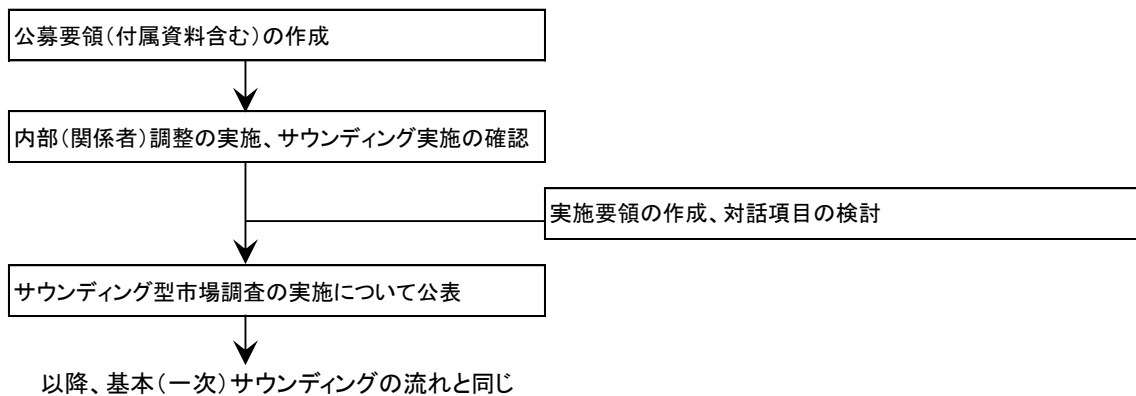 公募要領（付属資料含む）の作成
内部（関係者）調整の実施、サウンディング実施の確認
実施要領の作成、対話項目の検討
サウンディング型市場調査の実施について公表
以降、基本（一次）サウンディングの流れと同じ